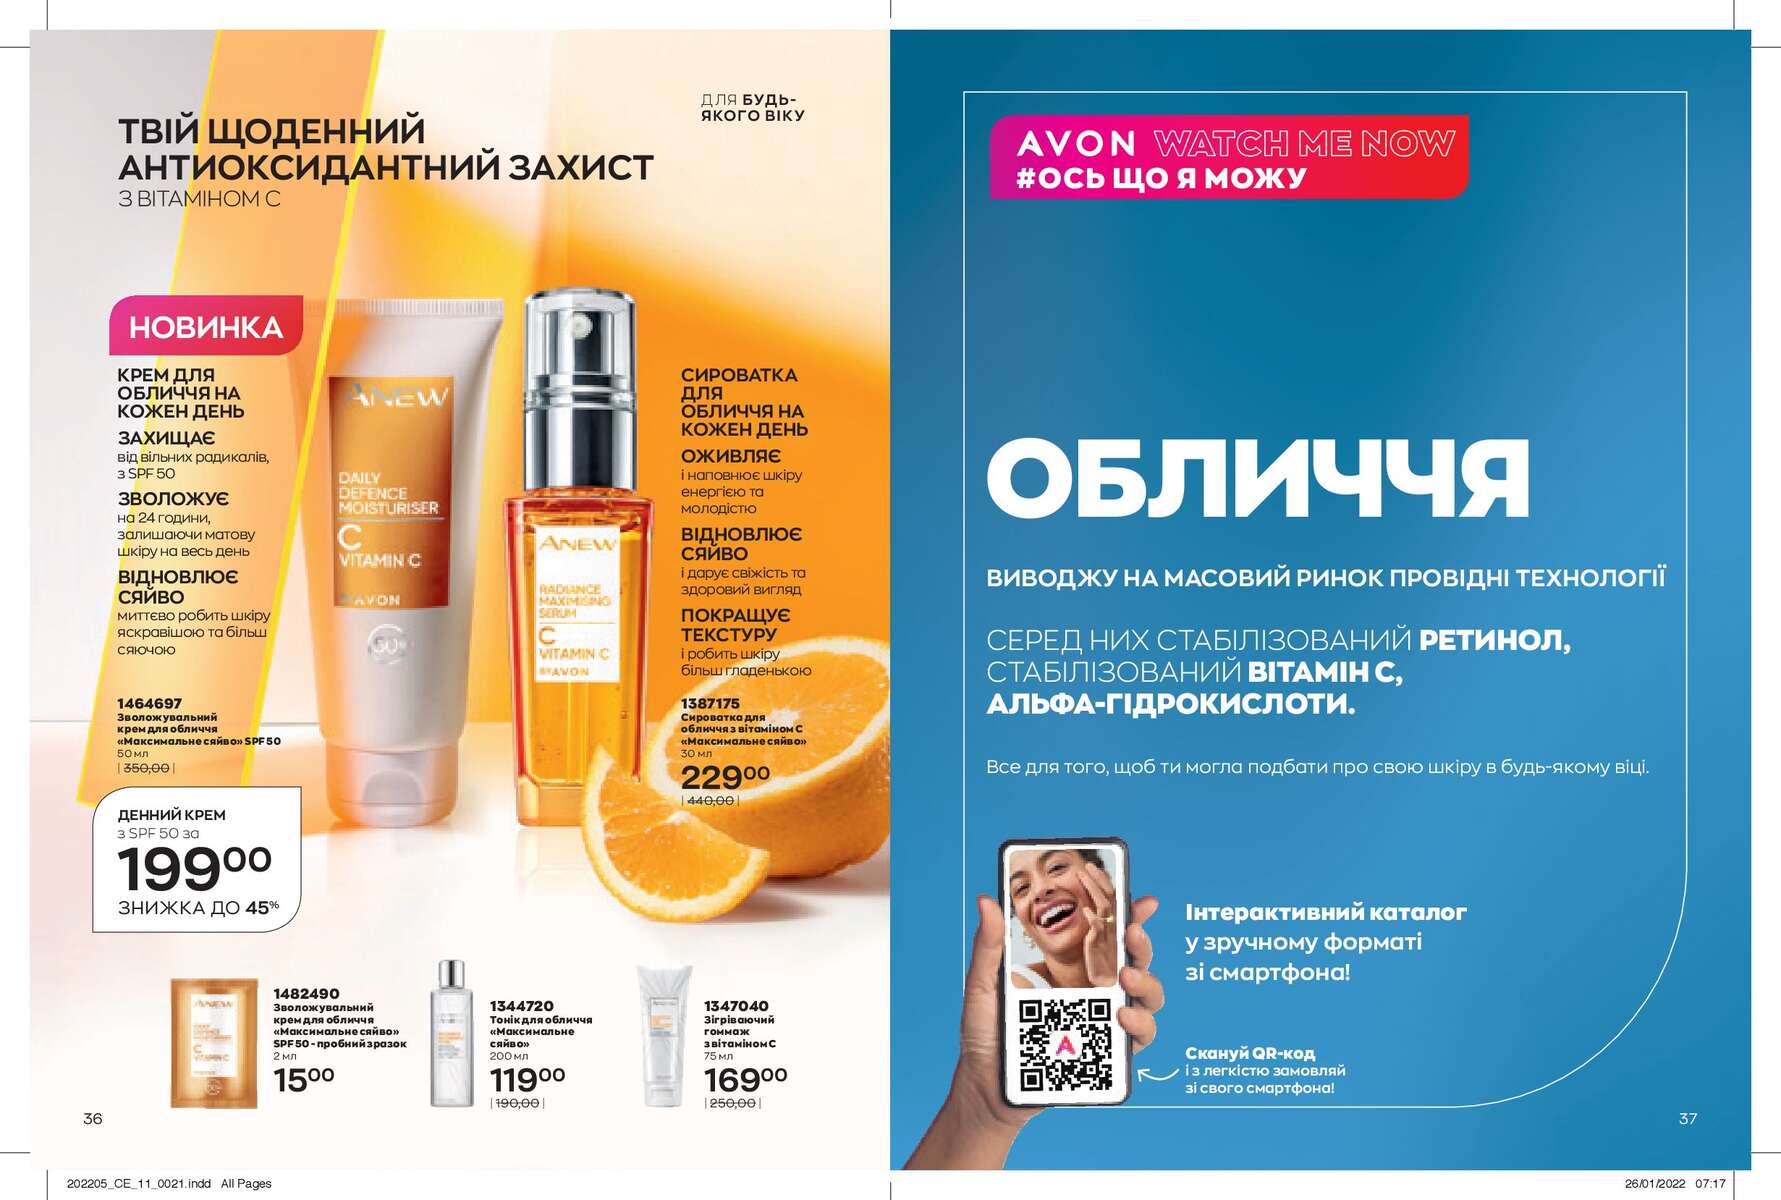 ДЛЯ БУДЬ-
ЯКОГО ВІКУ
ТВІЙ ЩОДЕННИЙ
АНТИОКСИДАНТНИЙ ЗАХИСТ
З ВІТАМІНОМ С
НОВИНКА
КРЕМ ДЛЯ
ОБЛИЧЧЯ НА
КОЖЕН ДЕНЬ
ЗАХИЩАЄ
від вільних радикалів,
з SPF 50
ЗВОЛОЖУЄ
на 24 години,
залишаючи матову
шкіру на весь день
ВІДНОВЛЮЄ
СЯЙВО
миттєво робить шкіру
яскравішою та більш
сяючою
1464697
Зволожувальний
крем для обличчя
«Максимальне сяйво» SPF 50
50 мл
| 350,00 |
ДЕННИЙ КРЕМ
з SPF 50 за
199⁰⁰
ЗНИЖКА ДО 45%
ANEW
DAILY
DEFENCE
MOISTURISER
C
VITAMIN C
BY AVON
50
ANEW
RADIANCE
MAXIMISING
SERUM
C
VITAMIN C
BY AVON
СИРОВАТКА
ДЛЯ
ОБЛИЧЧЯ НА
КОЖЕН ДЕНЬ
ОЖИВЛЯЄ
і наповнює шкіру
енергією та
молодістю
ВІДНОВЛЮЄ
СЯЙВО
і дарує свіжість та
здоровий вигляд
ПОКРАЩУЄ
ТЕКСТУРУ
і робить шкіру
більш гладенькою
1387175
Сироватка для
обличчя з вітаміном С
«Максимальне сяйво»
30 мл
229⁰⁰
| 440,00 |
ANEW
DAILY
DEFENCE
MOISTURISER
C
VITAMIN C
1482490
Зволожувальний
крем для обличчя
«Максимальне сяйво»
SPF 50 - пробний зразок
2 мл
15⁰⁰
1344720
Тонік для обличчя
«Максимальне
сяйво»
200 мл
119⁰⁰
| 190,00 |
1347040
Зігріваючий
гоммаж
з вітаміном С
75 мл
169⁰⁰
| 250,00 |
36
AVON WATCH ME NOW
#ОСЬ ЩО Я МОЖУ
ОБЛИЧЧЯ
ВИВОДЖУ НА МАСОВИЙ РИНОК ПРОВІДНІ ТЕХНОЛОГІЇ
СЕРЕД НИХ СТАБІЛІЗОВАНИЙ РЕТИНОЛ,
СТАБІЛІЗОВАНИЙ ВІТАМІН С,
АЛЬФА-ГІДРОКИСЛОТИ.
Все для того, щоб ти могла подбати про свою шкіру в будь-якому віці.
Інтерактивний каталог
у зручному форматі
зі смартфона!
Скануй QR-код
і з легкістю замовляй
зі свого смартфона!
37
202205_CE_11_0021.indd All Pages
26/01/2022 07:17